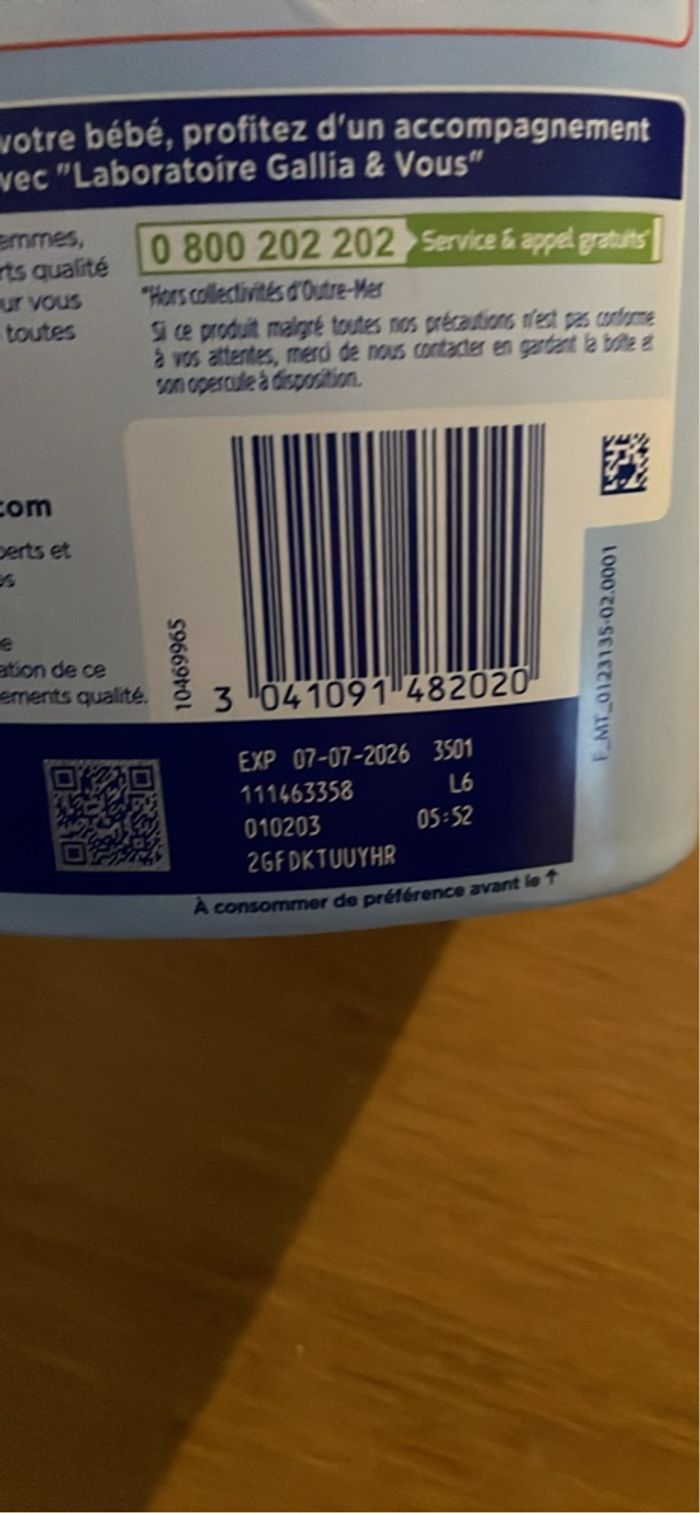 votre bébé, profitez d'un accompagnement
vec "Laboratoire Gallia & Vous"
emmes,
rts qualité
ur vous
toutes
0 800 202 202 Service & appel gratuits*
*Hors collectivités d'Outre-Mer
Si ce produit malgré toutes nos précautions n'est pas conforme
à vos attentes, merci de nous contacter en gardant la boîte et
son opercule à disposition.
com
perts et
os
e
ation de ce
ements qualité.
10469965
3 041091 482020
F_MT_0123135-02.0001
EXP 07-07-2026 3501
111463358 L6
010203 05:52
2GFDKTUUYHR
À consommer de préférence avant le ↑